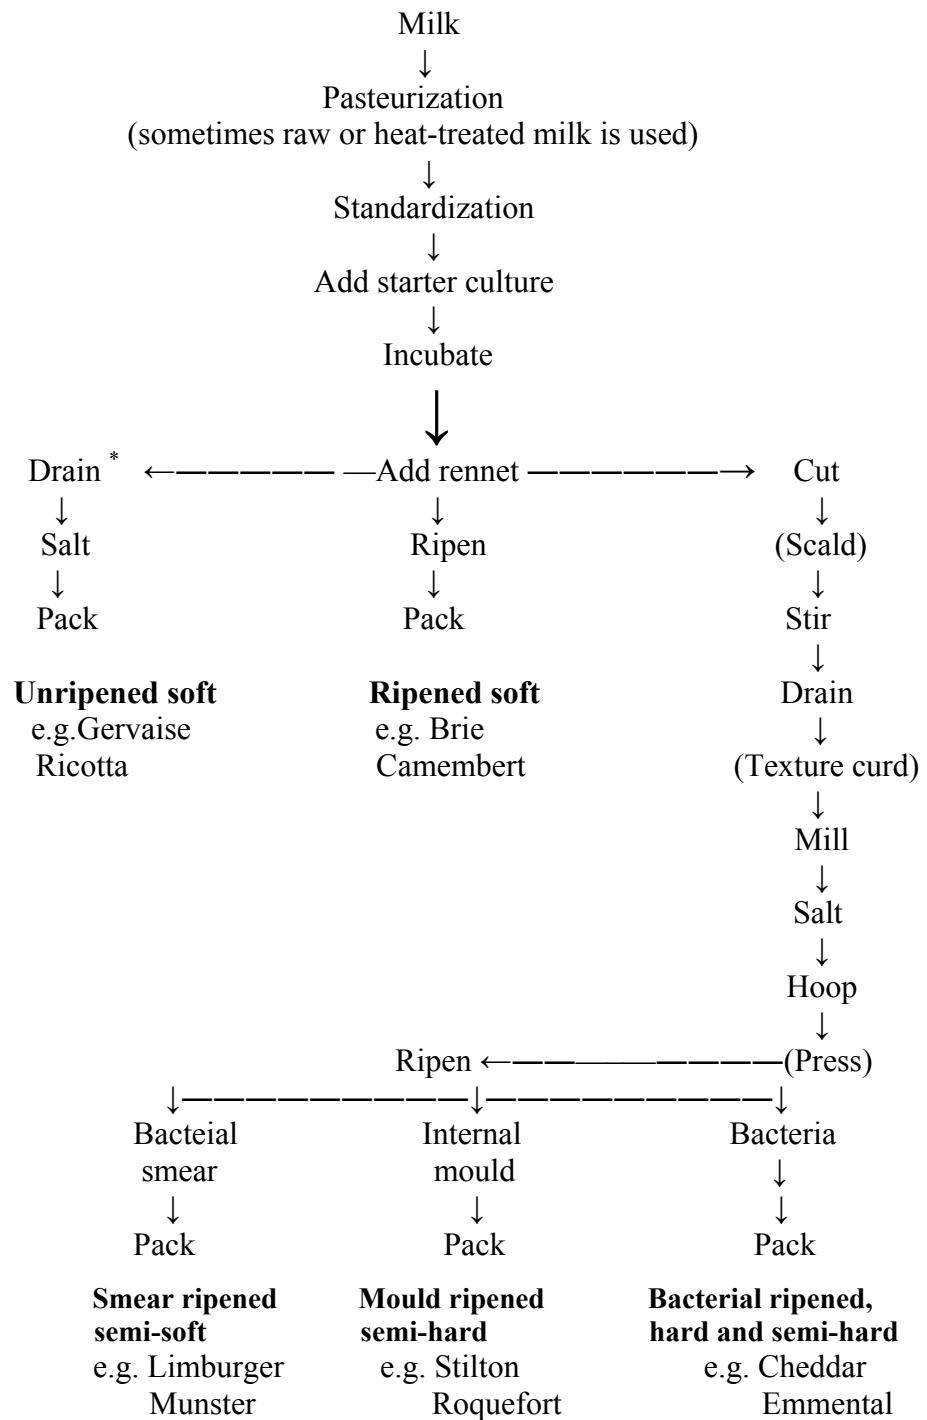 Milk
↓
Pasteurization
(sometimes raw or heat-treated milk is used)
↓
Standardization
↓
Add starter culture
↓
Incubate
↓
Drain * ←—————— —Add rennet ——————→ Cut
↓ ↓ ↓
Salt Ripen (Scald)
↓ ↓ ↓
Pack Pack Stir
↓
Unripened soft Ripened soft Drain
e.g.Gervaise e.g. Brie ↓
Ricotta Camembert (Texture curd)
↓
Mill
↓
Salt
↓
Hoop
↓
Ripen ←————————(Press)
↓—————————↓—————————↓
Bacteial Internal Bacteria
smear mould ↓
↓ ↓ ↓
Pack Pack Pack
Smear ripened Mould ripened Bacterial ripened,
semi-soft semi-hard hard and semi-hard
e.g. Limburger e.g. Stilton e.g. Cheddar
Munster Roquefort Emmental